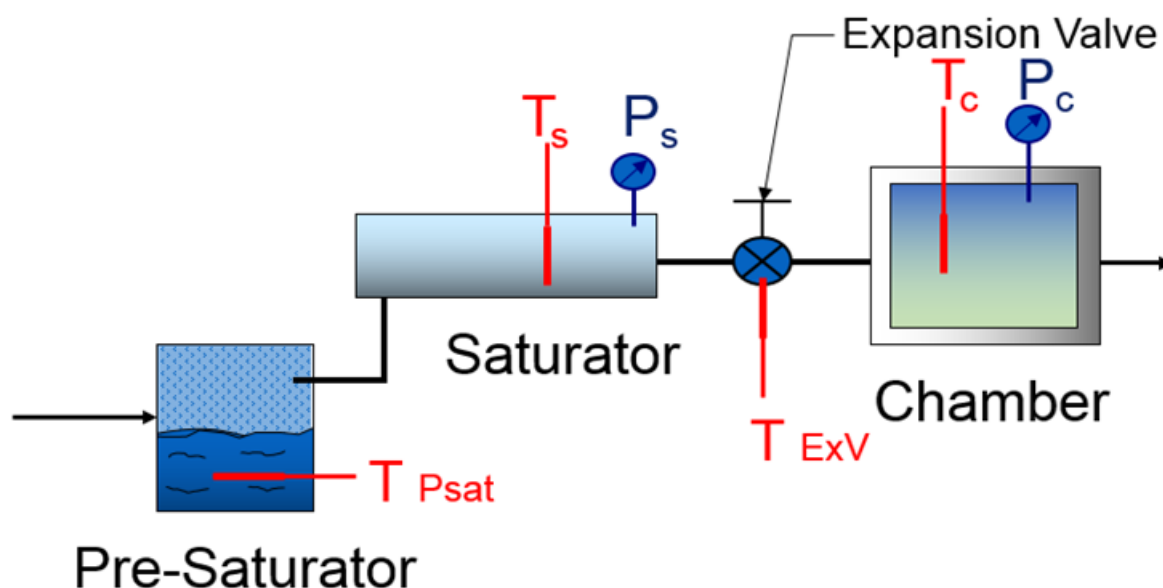 Expansion Valve
Ts
Ps
Tc
Pc
Saturator
Chamber
T ExV
T Psat
Pre-Saturator